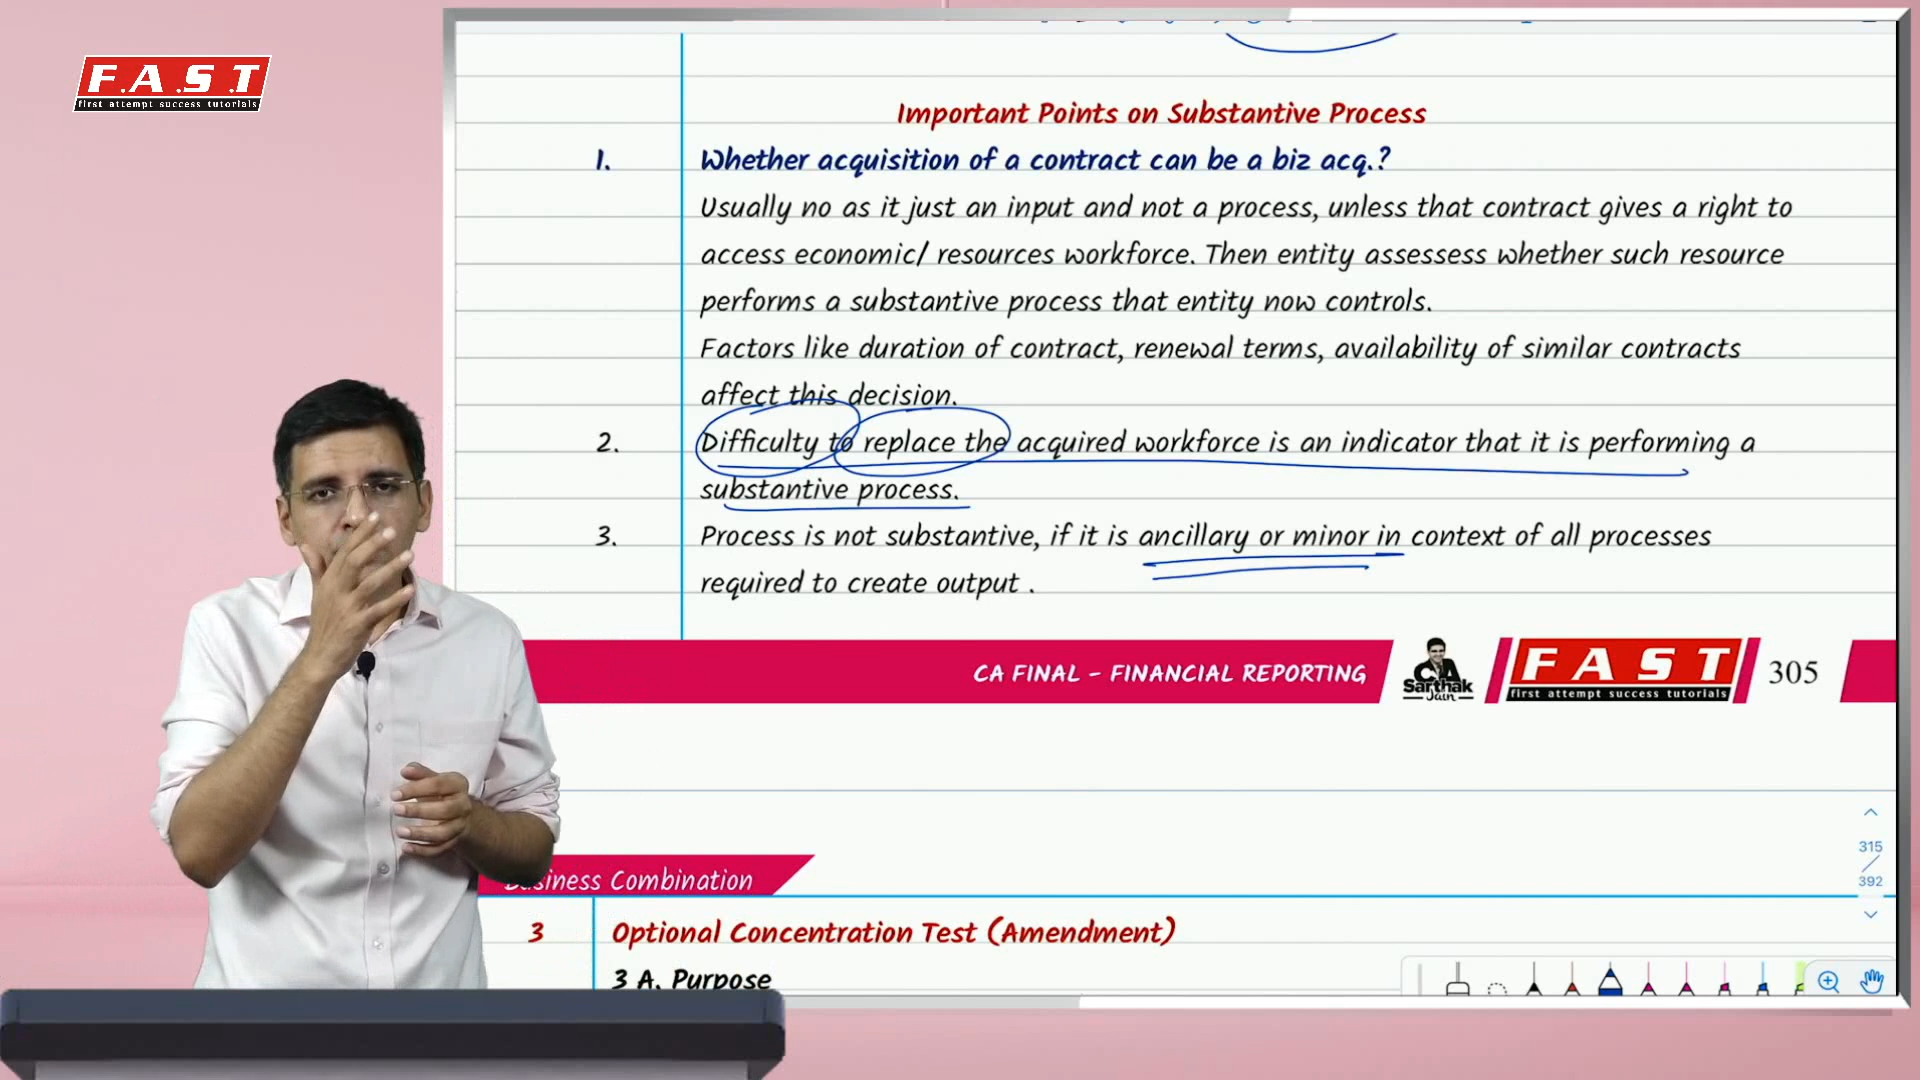 F.A.S.T
first attempt success tutorials
Important Points on Substantive Process
1. Whether acquisition of a contract can be a biz acq.?
Usually no as it just an input and not a process, unless that contract gives a right to
access economic/ resources workforce. Then entity assessess whether such resource
performs a substantive process that entity now controls.
Factors like duration of contract, renewal terms, availability of similar contracts
affect this decision.
2. Difficulty to replace the acquired workforce is an indicator that it is performing a
substantive process.
3. Process is not substantive, if it is ancillary or minor in context of all processes
required to create output .
CA FINAL - FINANCIAL REPORTING
CA
Sarthak
Jain
FAST
first attempt success tutorials
305
315
392
Business Combination
3 Optional Concentration Test (Amendment)
3 A. Purpose